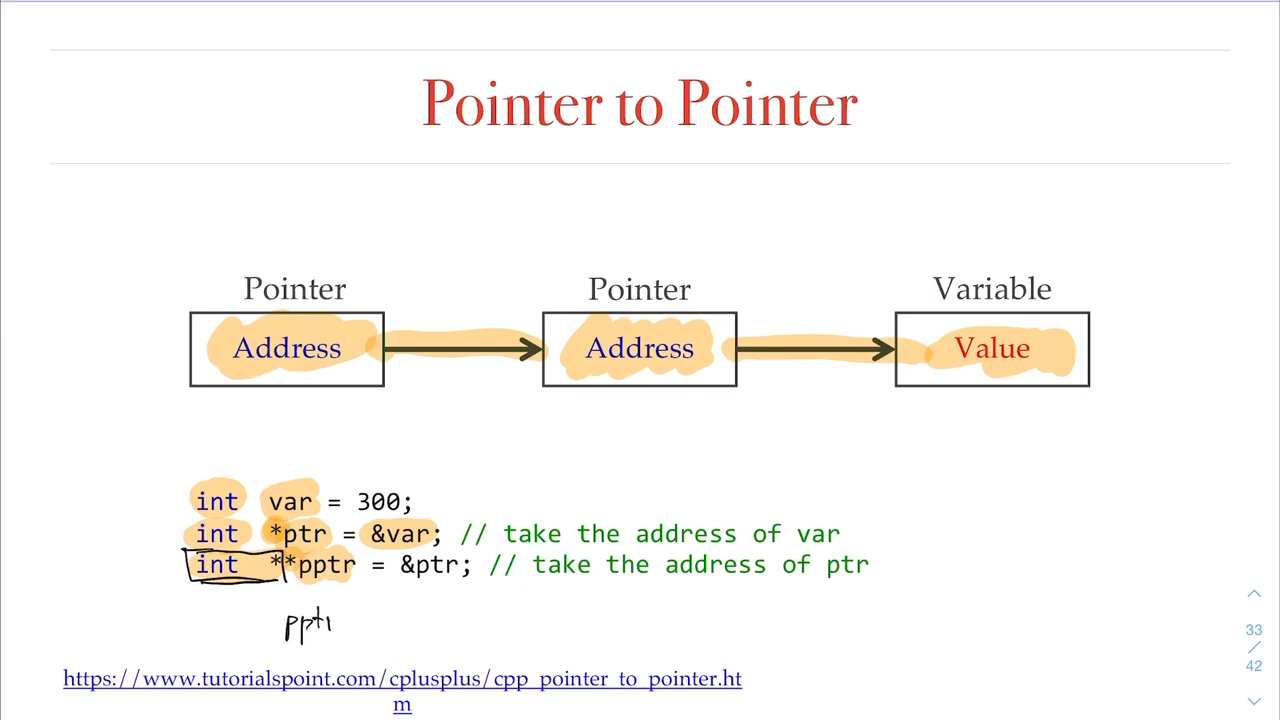 Pointer to Pointer
Pointer Pointer Variable
Address Address Value
int var = 300;
int *ptr = &var; // take the address of var
int **pptr = &ptr; // take the address of ptr
pptr
https://www.tutorialspoint.com/cplusplus/cpp_pointer_to_pointer.ht
m
33
/
42